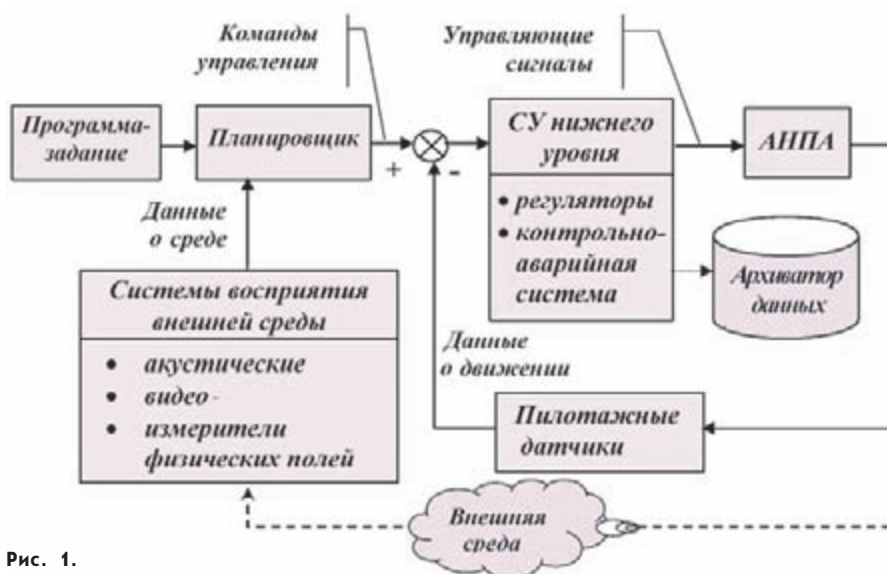 Команды
управления
Управляющие
сигналы
Программа-
задание
Планировщик
+
-
СУ нижнего
уровня
• регуляторы
• контрольно-
аварийная
система
АНПА
Архиватор
данных
Данные
о среде
Системы восприятия
внешней среды
• акустические
• видео -
• измерители
физических полей
Данные
о движении
Пилотажные
датчики
Внешняя
среда
Рис. 1.